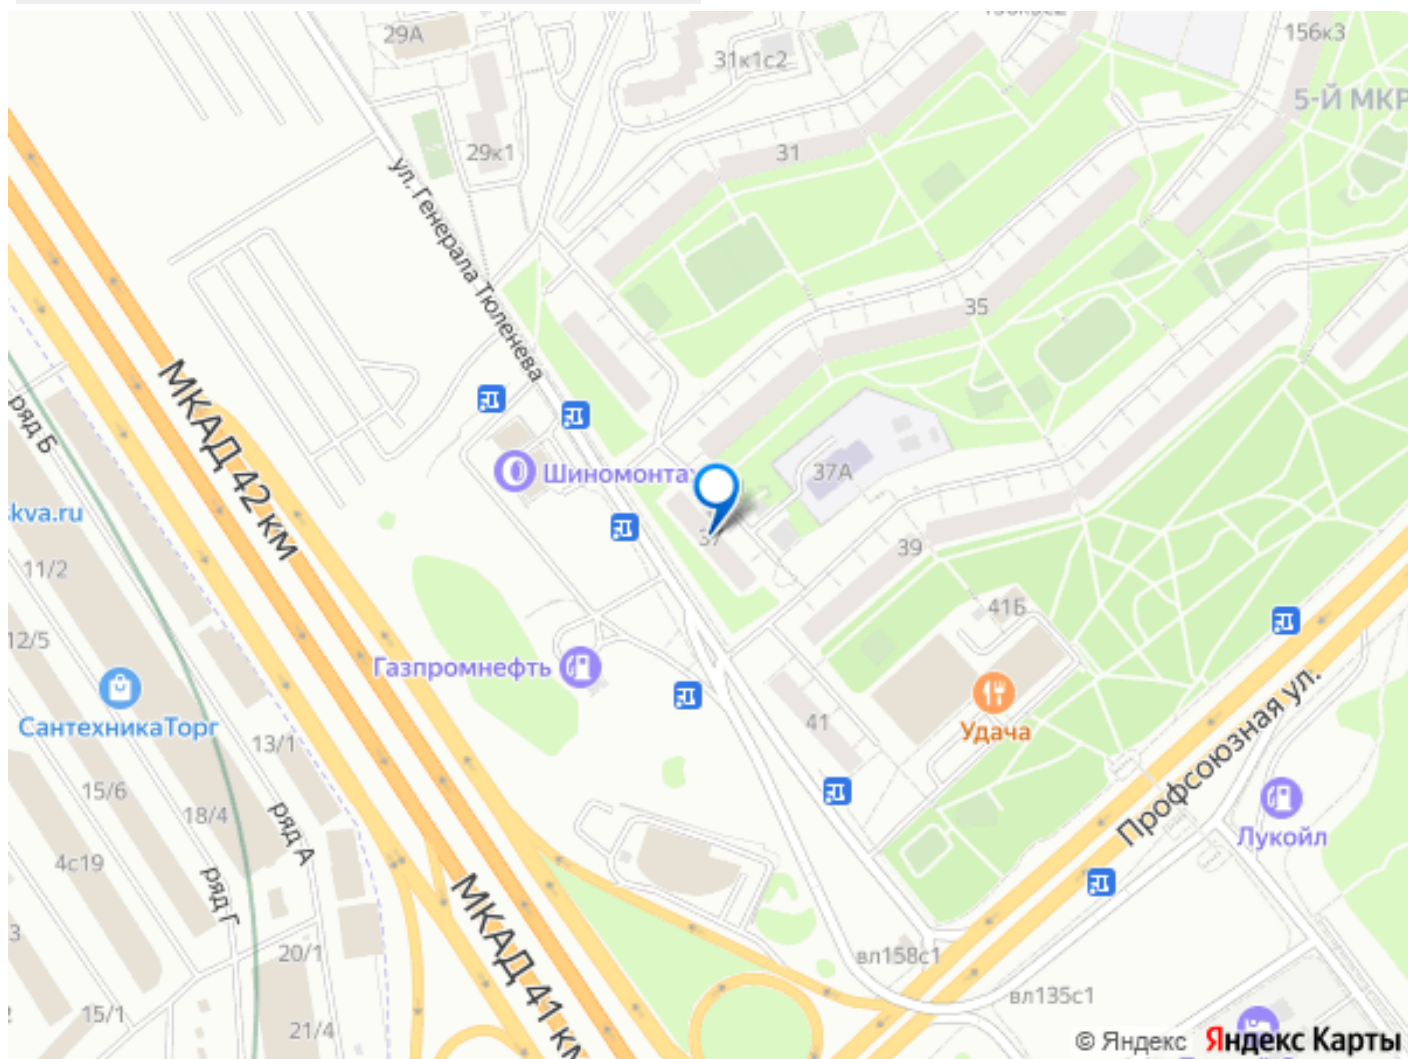 29А
31к1с2
156к3
5-Й МКР
29к1
31
ул. Генерала Тюленева
35
МКАД 42 км
ряд Б
Шиномонтаж
37А
kva.ru
37
39
11/2
41Б
12/5
Газпромнефть
СантехникаТорг
41
Удача
Профсоюзная ул.
13/1
15/6
18/4
ряд А
Лукойл
4с19
ряд Г
МКАД 41 км
3
20/1
вл158с1
вл135с1
15/1
21/4
© Яндекс Яндекс Карты